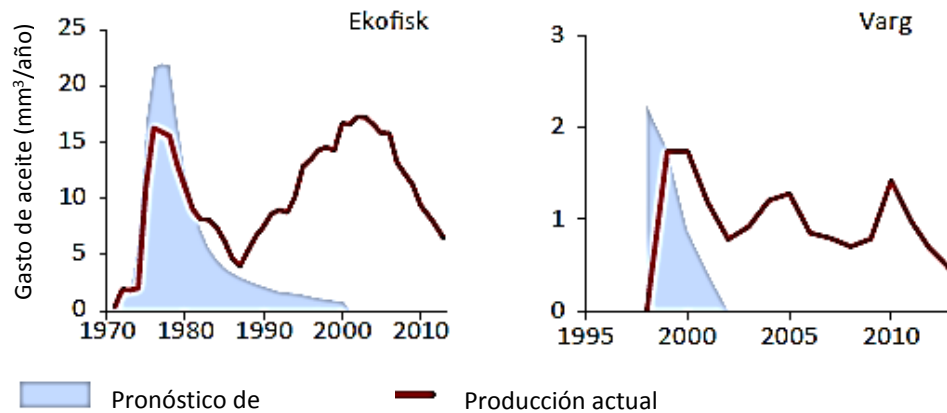 Ekofisk
Varg
Gasto de aceite (mm³/año)
25
20
15
10
5
0
1970 1980 1990 2000 2010
3
2
1
0
1995 2000 2005 2010
Pronóstico de
Producción actual